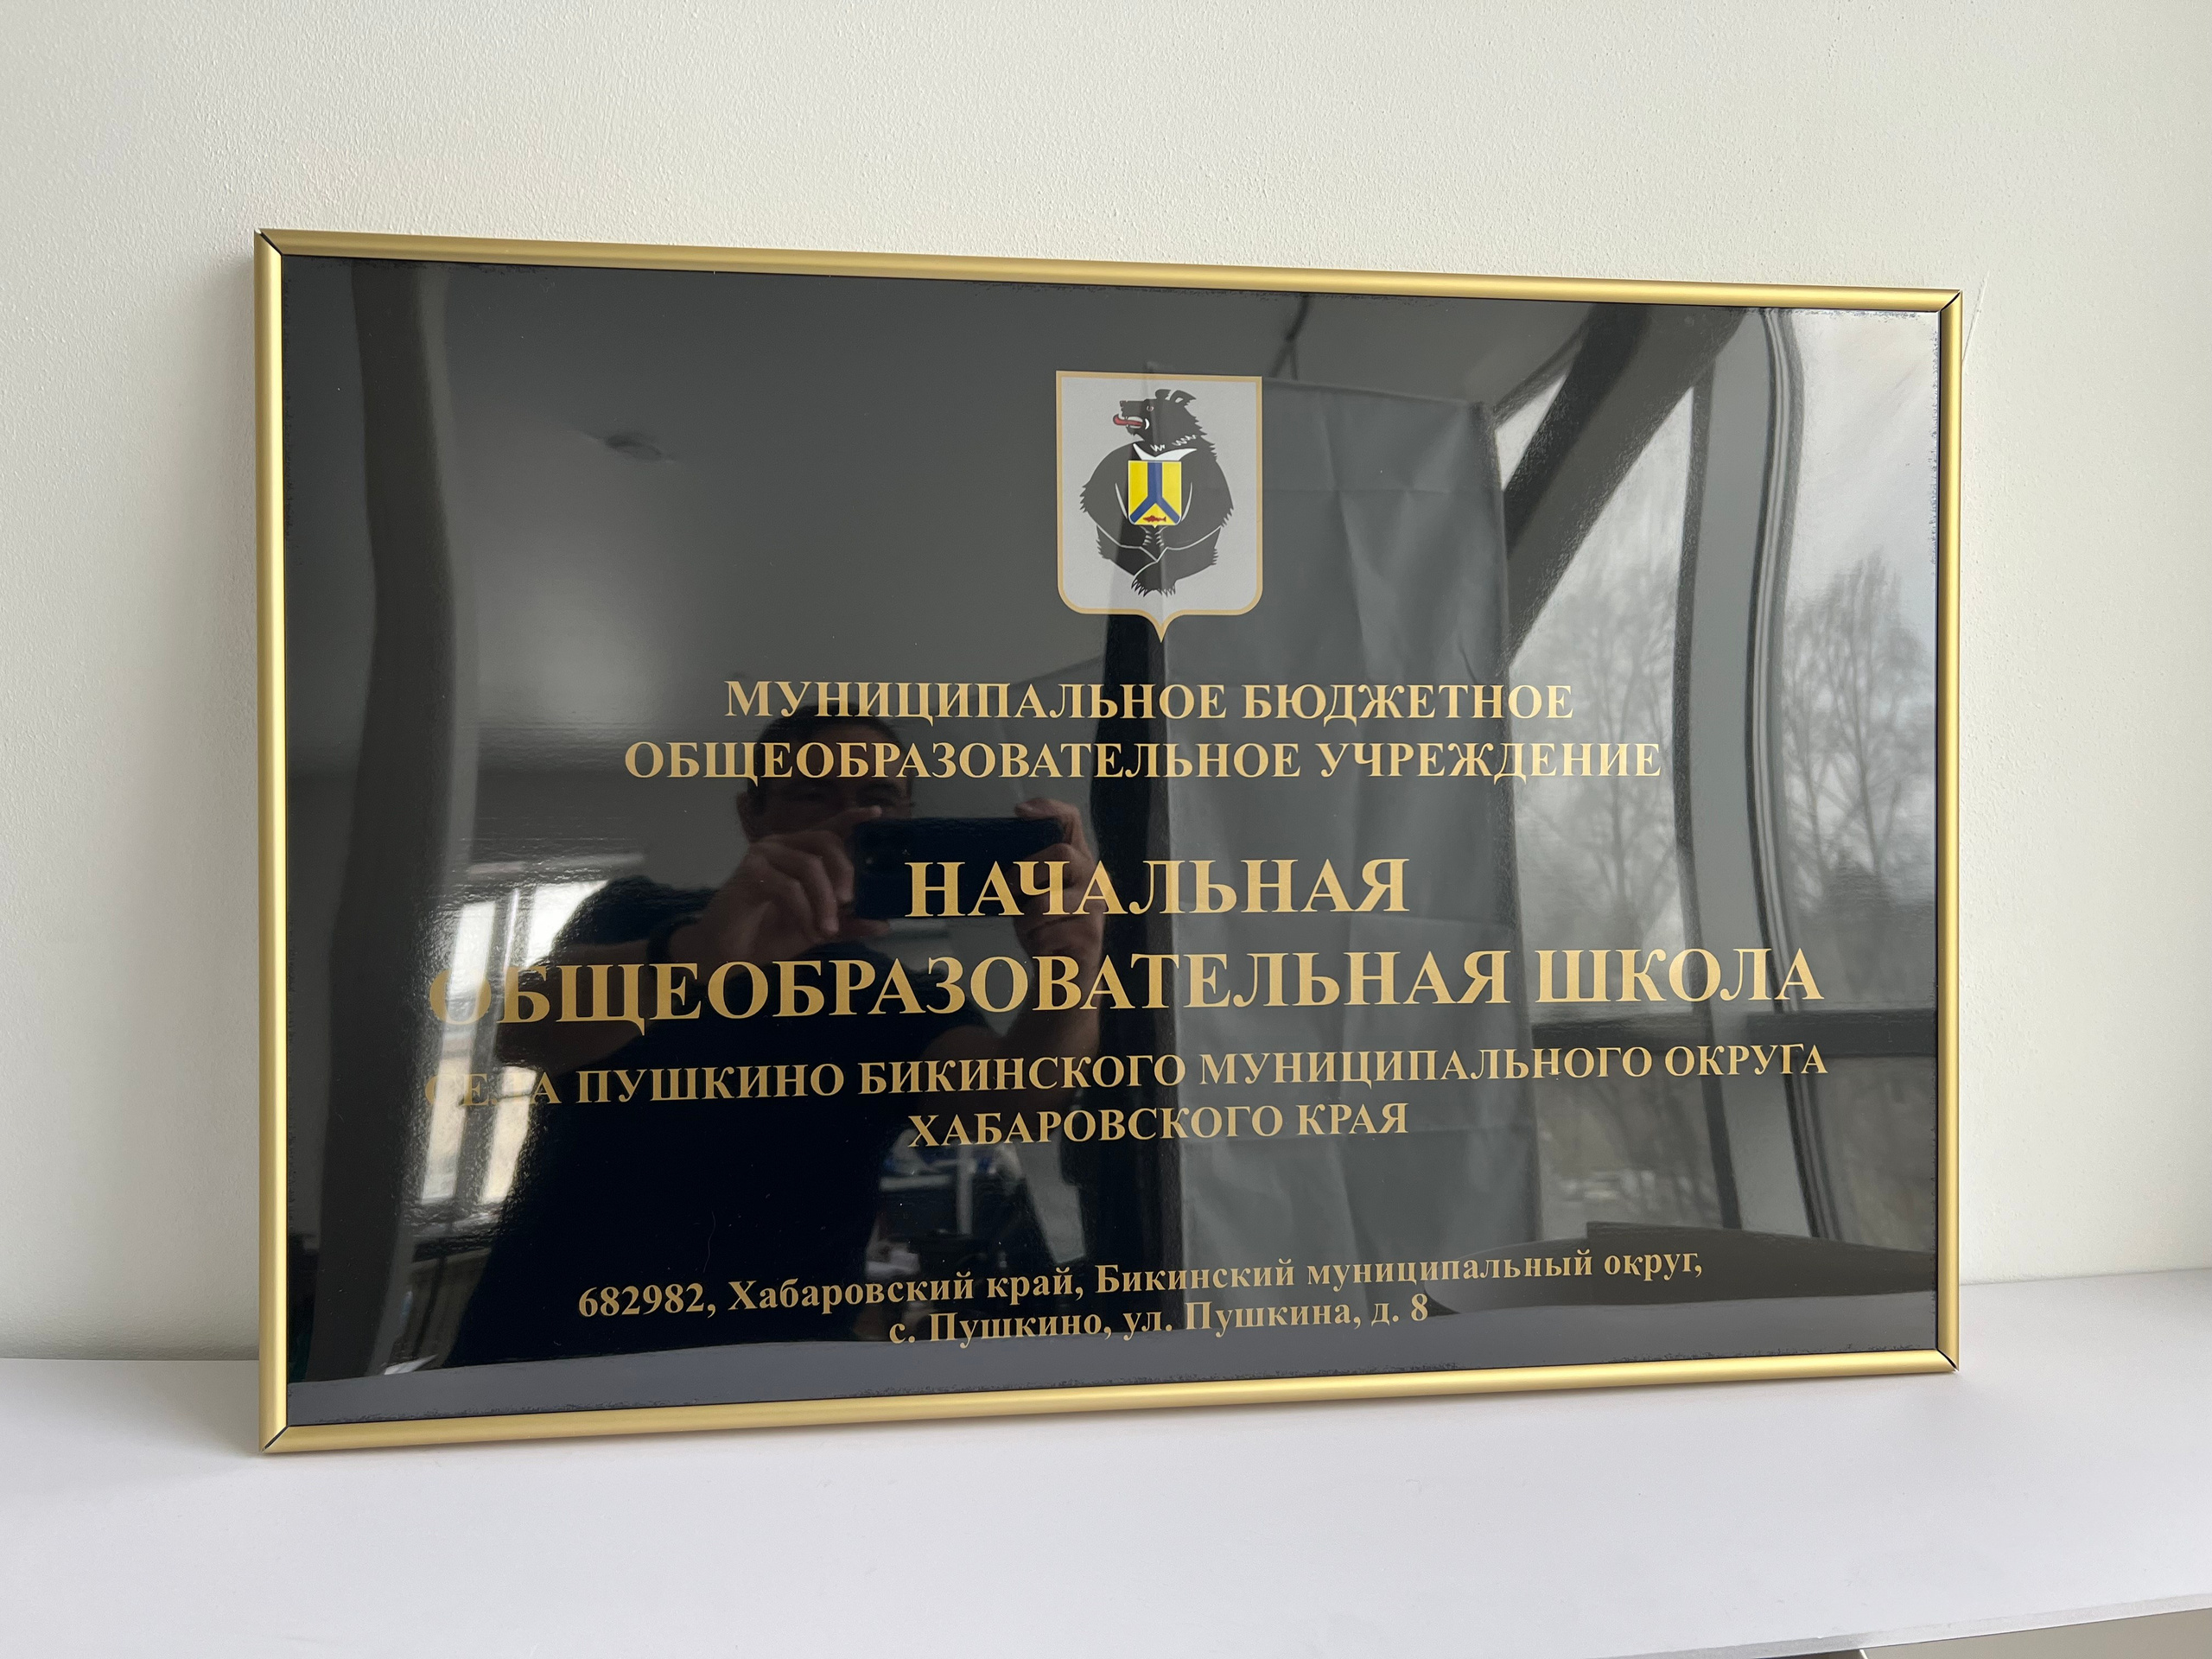 МУНИЦИПАЛЬНОЕ БЮДЖЕТНОЕ
ОБЩЕОБРАЗОВАТЕЛЬНОЕ УЧРЕЖДЕНИЕ
НАЧАЛЬНАЯ
ОБЩЕОБРАЗОВАТЕЛЬНАЯ ШКОЛА
СЕЛА ПУШКИНО БИКИНСКОГО МУНИЦИПАЛЬНОГО ОКРУГА
ХАБАРОВСКОГО КРАЯ
682982, Хабаровский край, Бикинский муниципальный округ,
с. Пушкино, ул. Пушкина, д. 8